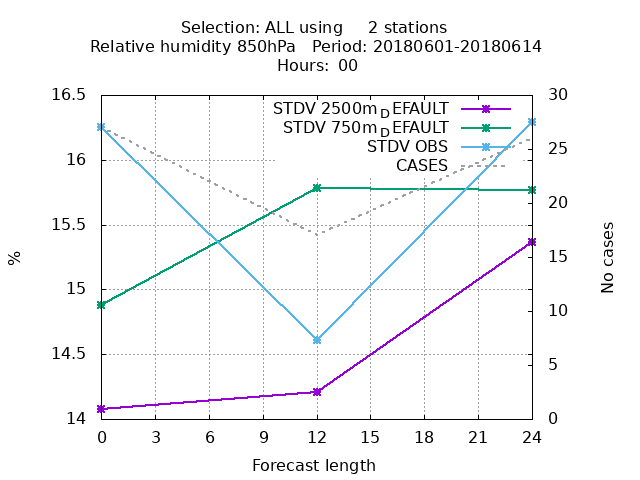 Selection: ALL using 2 stations
Relative humidity 850hPa Period: 20180601-20180614
Hours: 00
STDV 2500m_DEFAULT
STDV 750m_DEFAULT
STDV OBS
CASES
16.5
16
15.5
15
14.5
14
%
30
25
20
15
10
5
0
No cases
0 3 6 9 12 15 18 21 24
Forecast length